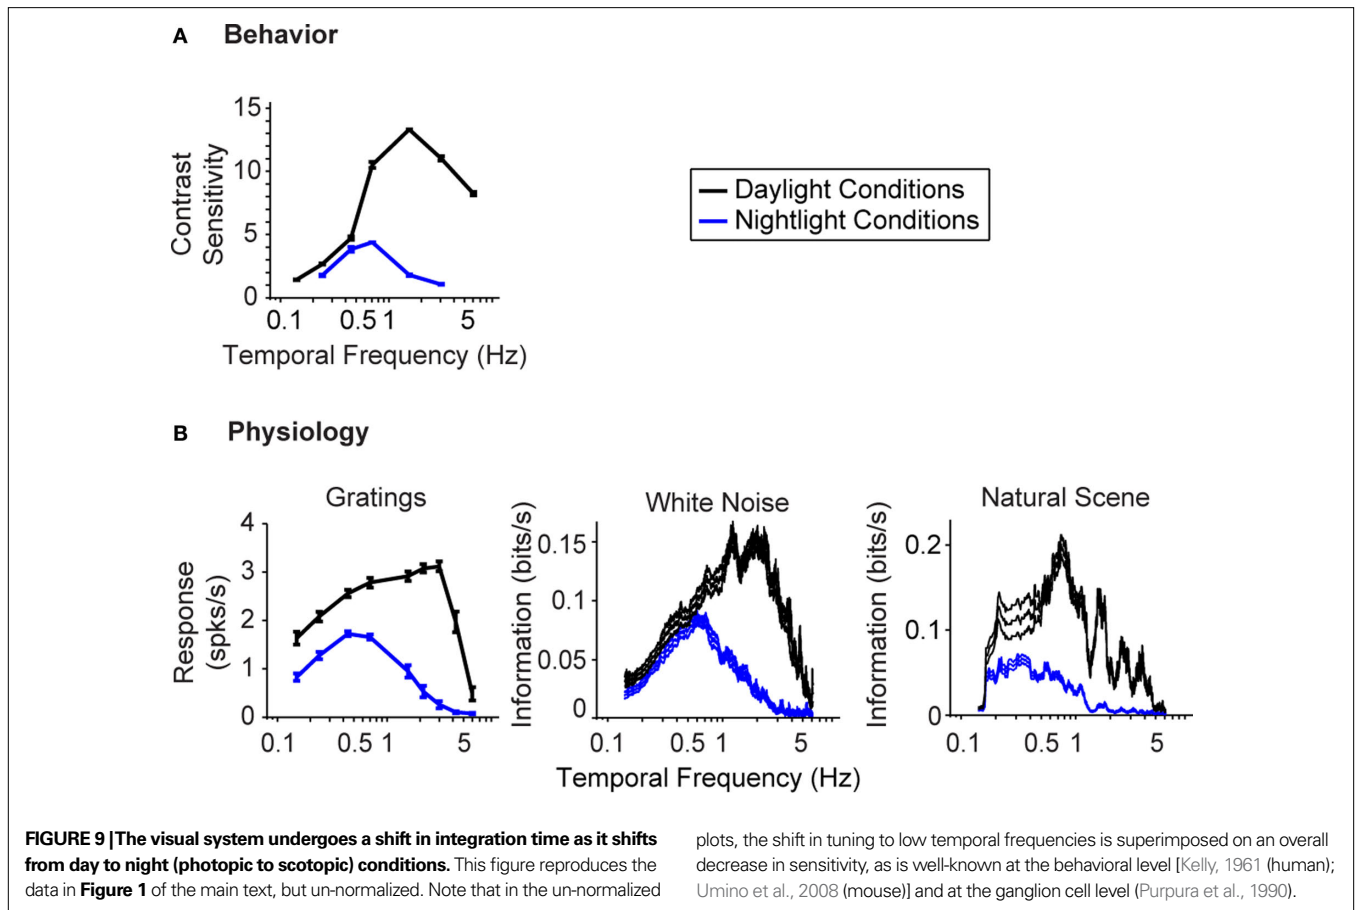 A Behavior
15
10
5
0
Contrast
Sensitivity
0.1 0.5 1 5
Temporal Frequency (Hz)
Daylight Conditions
Nightlight Conditions
B Physiology
Gratings
4
3
2
1
0
Response
(spks/s)
0.1 0.5 1 5
White Noise
0.15
0.1
0.05
0
Information (bits/s)
0.1 0.5 1 5
Natural Scene
0.2
0.1
0
Information (bits/s)
0.1 0.5 1 5
Temporal Frequency (Hz)
FIGURE 9 | The visual system undergoes a shift in integration time as it shifts
from day to night (photopic to scotopic) conditions. This figure reproduces the
data in Figure 1 of the main text, but un-normalized. Note that in the un-normalized
plots, the shift in tuning to low temporal frequencies is superimposed on an overall
decrease in sensitivity, as is well-known at the behavioral level [Kelly, 1961 (human);
Umino et al., 2008 (mouse)] and at the ganglion cell level (Purpura et al., 1990).